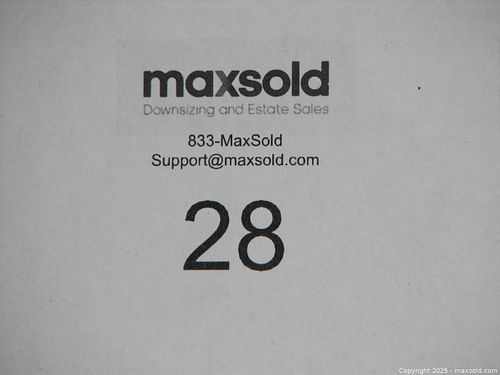 maxsold
Downsizing and Estate Sales
833-MaxSold
Support@maxsold.com
28
Copyright 2025 - maxsold.com